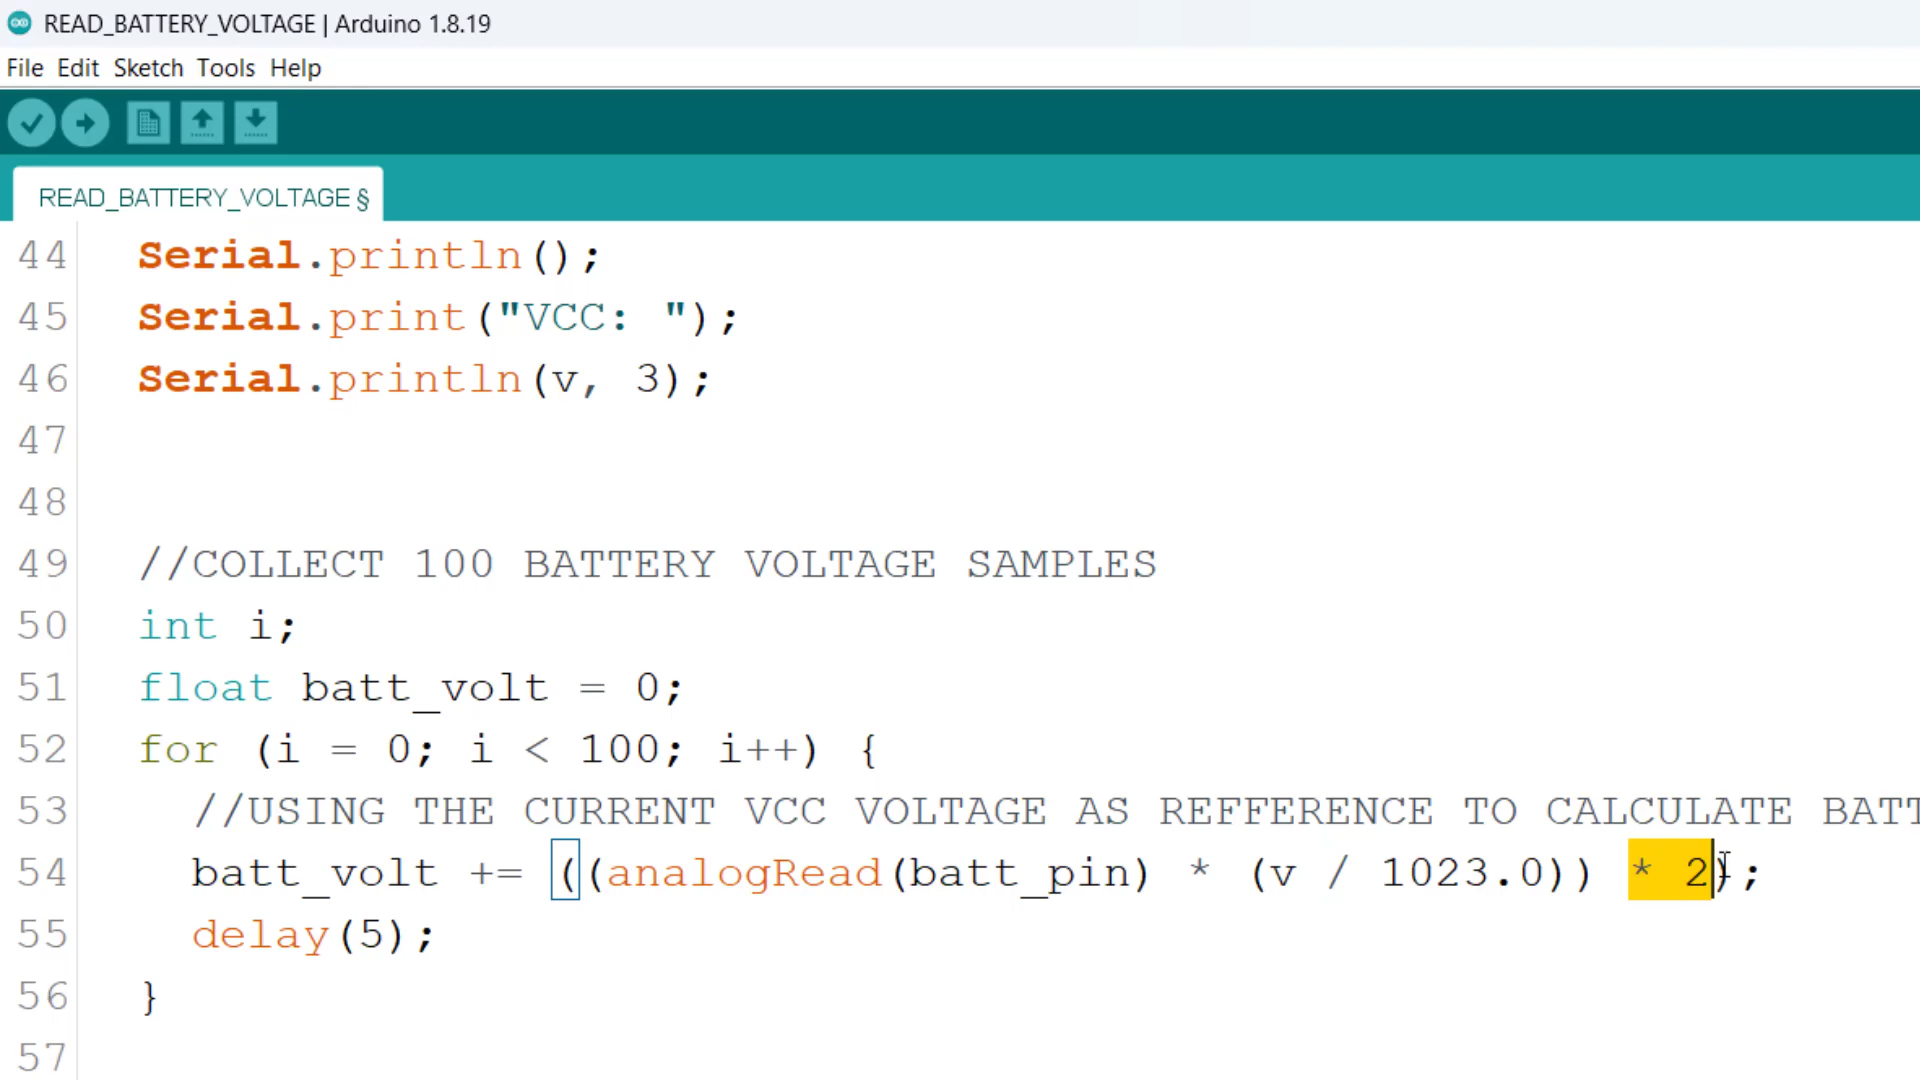 READ_BATTERY_VOLTAGE | Arduino 1.8.19
File Edit Sketch Tools Help
READ_BATTERY_VOLTAGE §
44 Serial.println();
45 Serial.print("VCC: ");
46 Serial.println(v, 3);
47
48
49 //COLLECT 100 BATTERY VOLTAGE SAMPLES
50 int i;
51 float batt_volt = 0;
52 for (i = 0; i < 100; i++) {
53 //USING THE CURRENT VCC VOLTAGE AS REFFERENCE TO CALCULATE BATT
54 batt_volt += ((analogRead(batt_pin) * (v / 1023.0)) * 2);
55 delay(5);
56 }
57